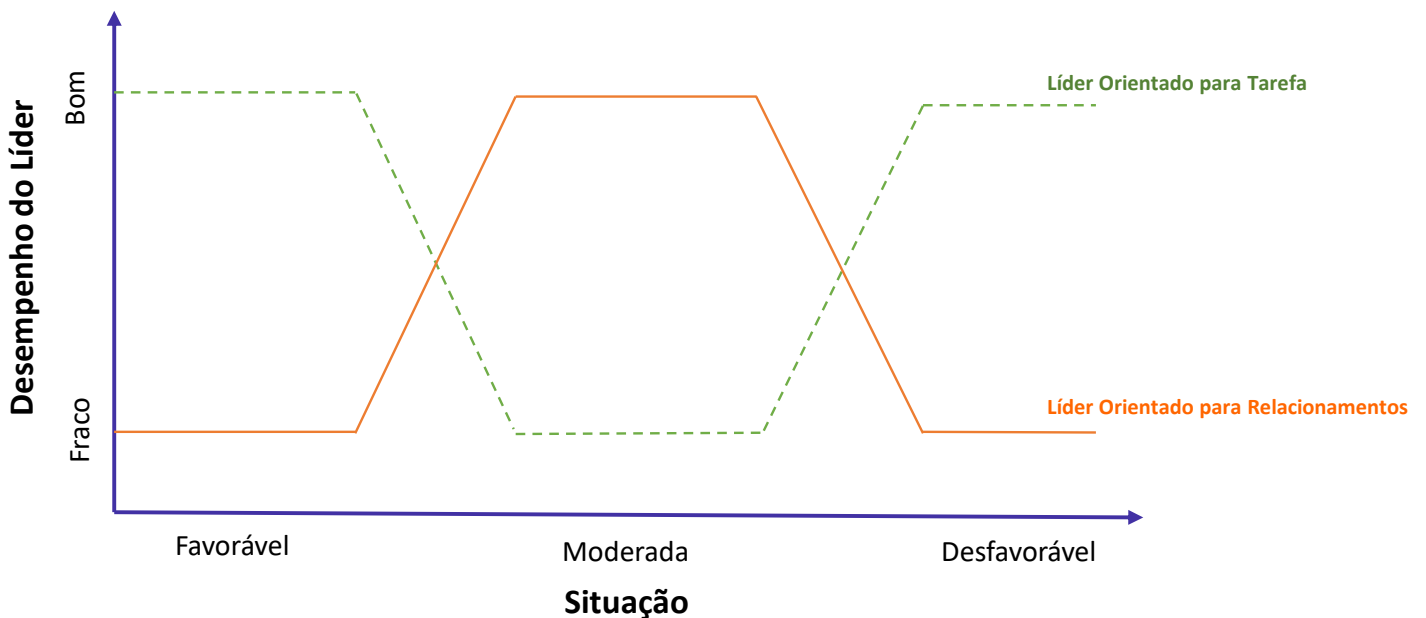 Desempenho do Líder
Bom
Fraco
Líder Orientado para Tarefa
Líder Orientado para Relacionamentos
Favorável
Moderada
Desfavorável
Situação